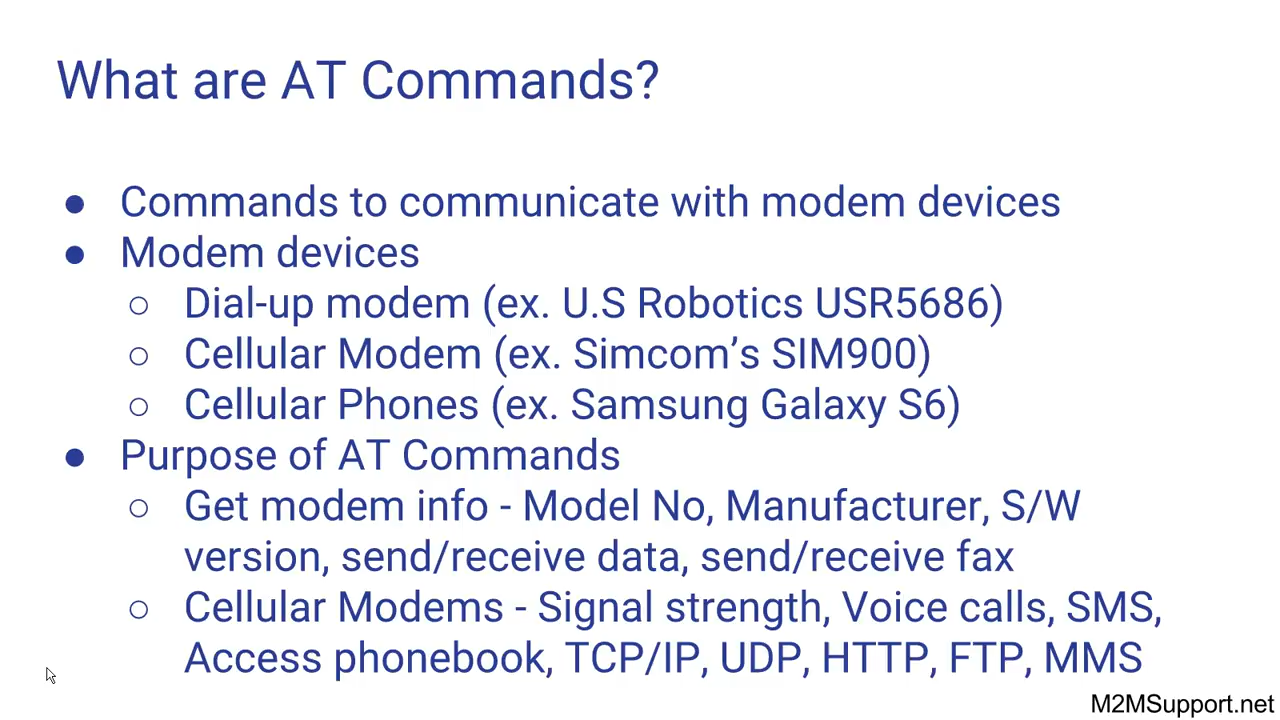 What are AT Commands?
● Commands to communicate with modem devices
● Modem devices
○ Dial-up modem (ex. U.S Robotics USR5686)
○ Cellular Modem (ex. Simcom’s SIM900)
○ Cellular Phones (ex. Samsung Galaxy S6)
● Purpose of AT Commands
○ Get modem info - Model No, Manufacturer, S/W
version, send/receive data, send/receive fax
○ Cellular Modems - Signal strength, Voice calls, SMS,
Access phonebook, TCP/IP, UDP, HTTP, FTP, MMS
M2MSupport.net